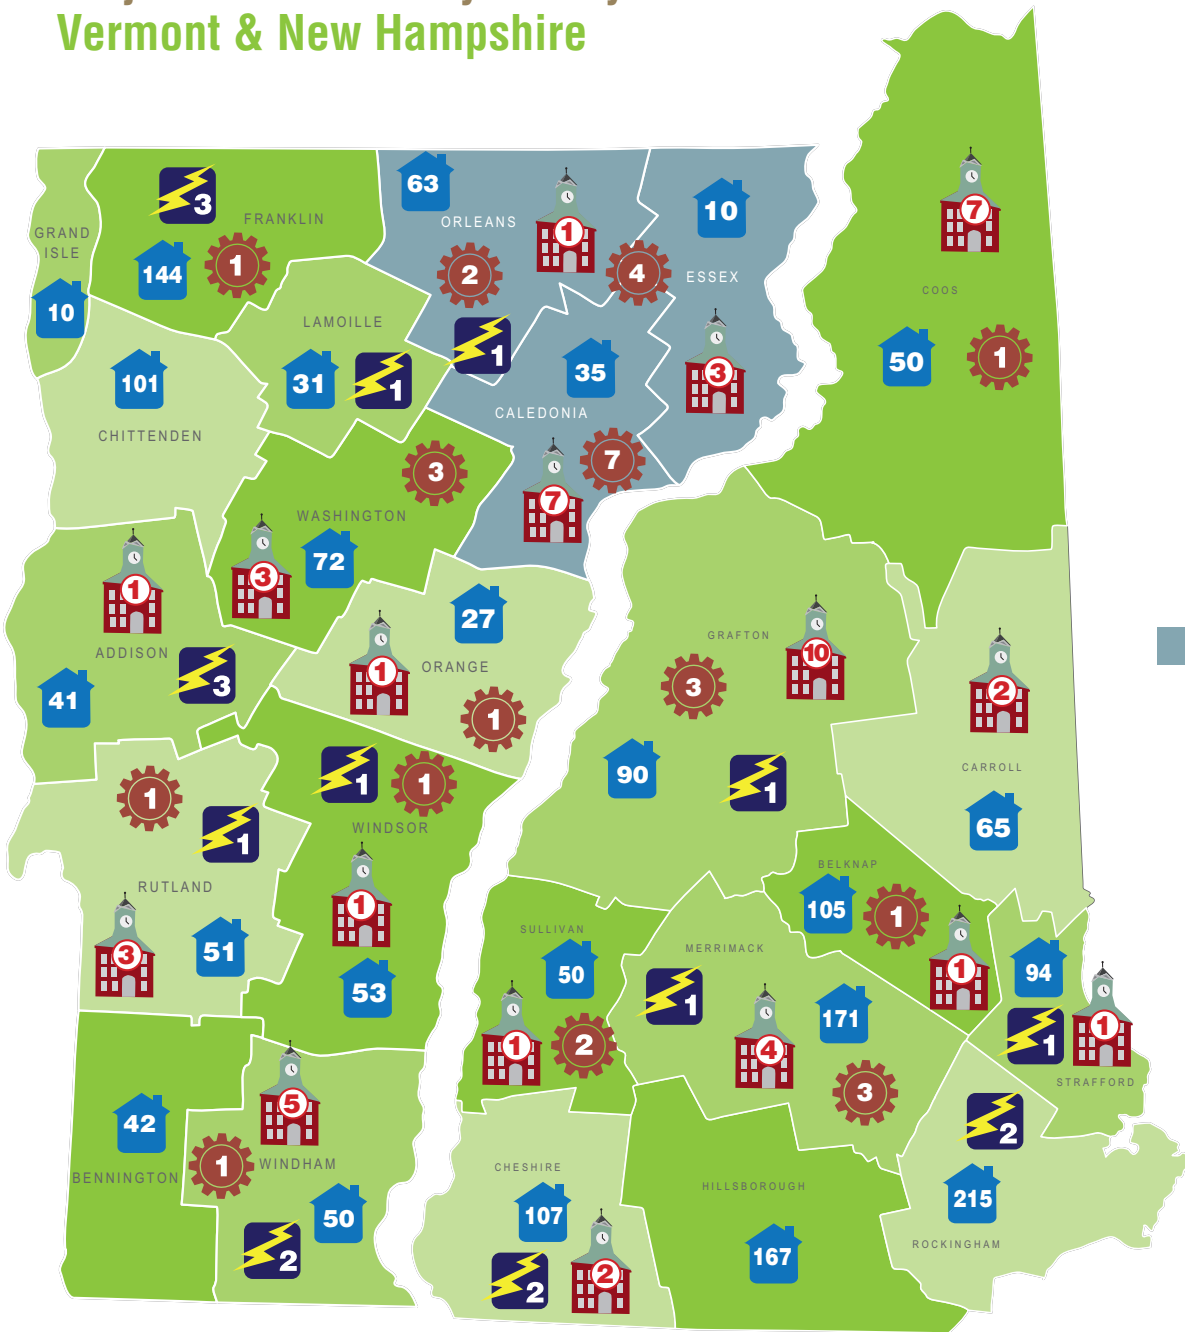 Vermont & New Hampshire
7
63
10
3
ORLEANS
1
FRANKLIN
GRAND
ISLE
144
1
2
4
ESSEX
COOS
10
LAMOILLE
1
50
1
101
31
1
35
3
CHITTENDEN
CALEDONIA
3
7
7
WASHINGTON
1
3
72
27
GRAFTON
10
ADDISON
3
1
ORANGE
3
2
41
1
1
1
1
90
1
CARROLL
1
WINDSOR
65
RUTLAND
BELKNAP
3
51
1
105
1
SULLIVAN
MERRIMACK
53
50
1
171
1
94
1
2
4
1
1
3
STRAFFORD
42
5
2
BENNINGTON
1
WINDHAM
CHESHIRE
HILLSBOROUGH
215
50
107
ROCKINGHAM
2
2
2
167